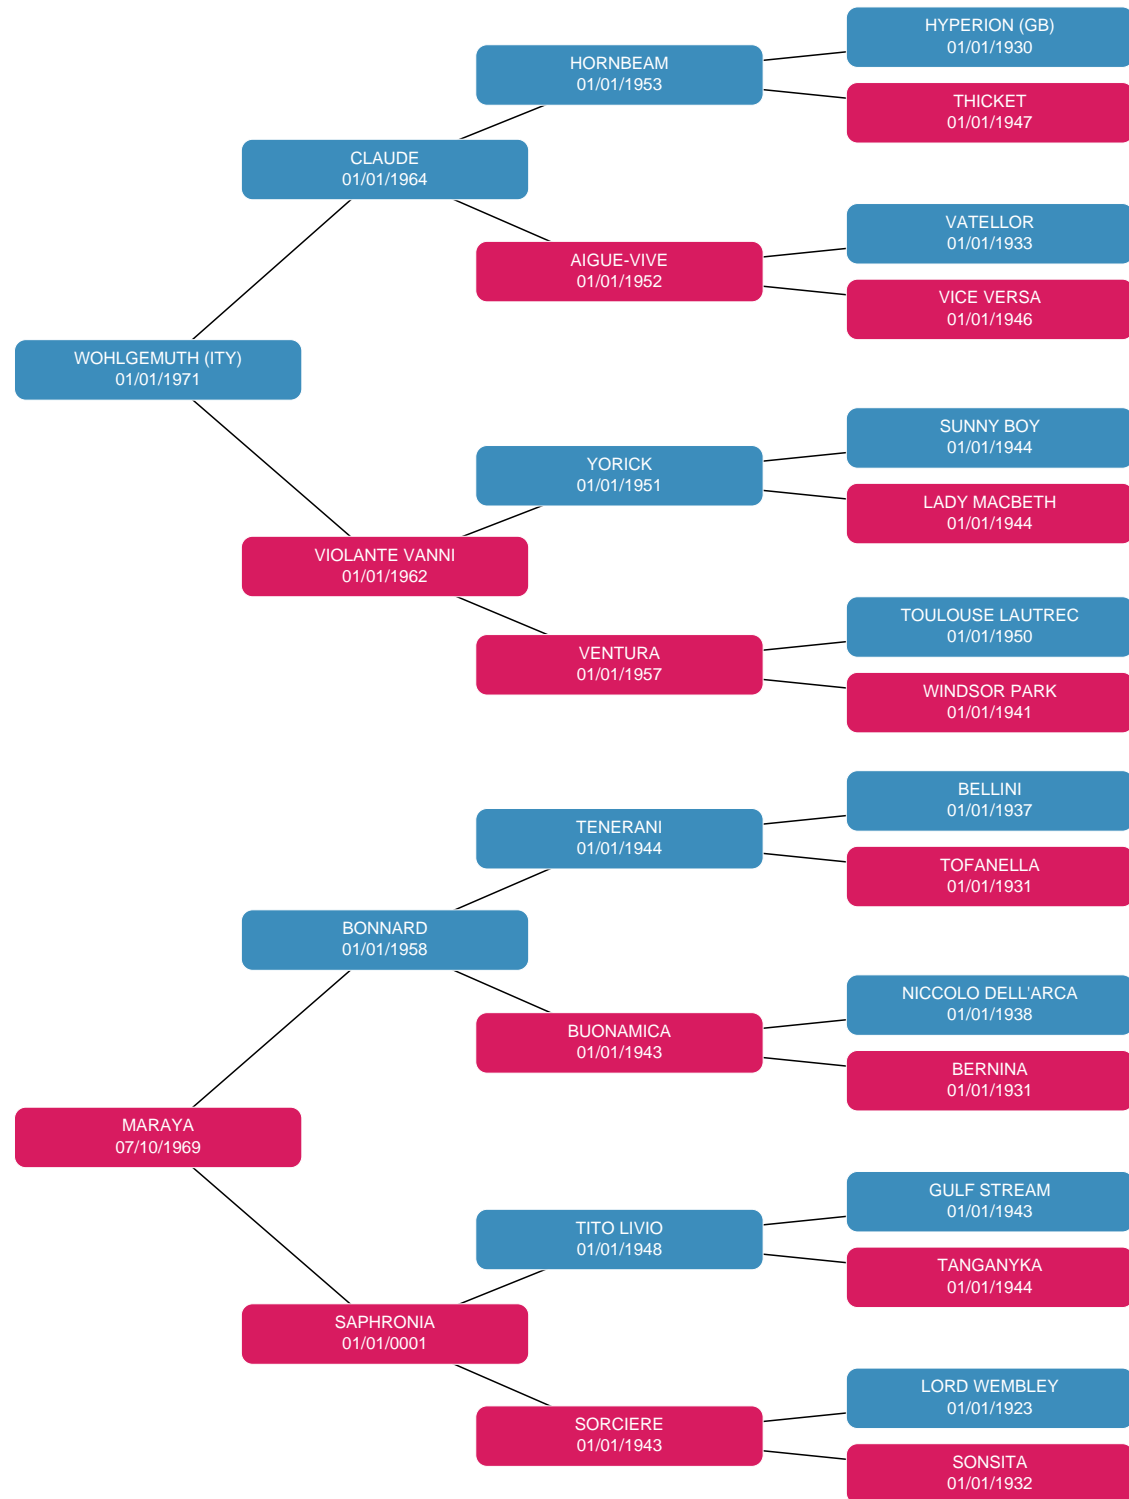 HYPERION (GB)
01/01/1930
HORNBEAM
01/01/1953
THICKET
01/01/1947
CLAUDE
01/01/1964
VATELLOR
01/01/1933
AIGUE-VIVE
01/01/1952
VICE VERSA
01/01/1946
WOHLGEMUTH (ITY)
01/01/1971
SUNNY BOY
01/01/1944
YORICK
01/01/1951
LADY MACBETH
01/01/1944
VIOLANTE VANNI
01/01/1962
TOULOUSE LAUTREC
01/01/1950
VENTURA
01/01/1957
WINDSOR PARK
01/01/1941
BELLINI
01/01/1937
TENERANI
01/01/1944
TOFANELLA
01/01/1931
BONNARD
01/01/1958
NICCOLO DELL'ARCA
01/01/1938
BUONAMICA
01/01/1943
BERNINA
01/01/1931
MARAYA
07/10/1969
GULF STREAM
01/01/1943
TITO LIVIO
01/01/1948
TANGANYKA
01/01/1944
SAPHRONIA
01/01/0001
LORD WEMBLEY
01/01/1923
SORCIERE
01/01/1943
SONSITA
01/01/1932